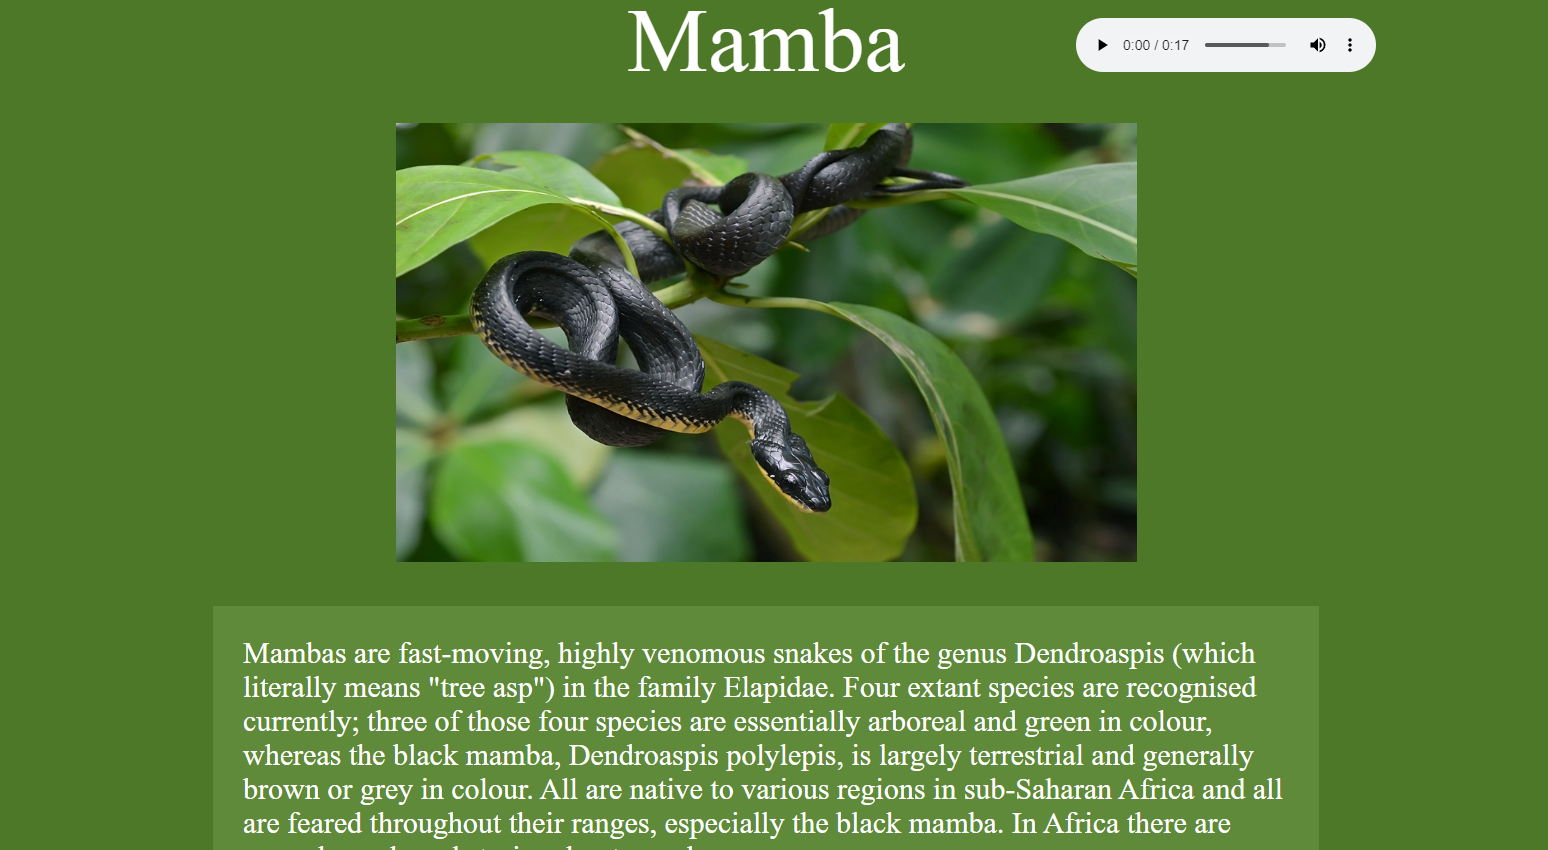 Mamba
0:00 / 0:17
Mambas are fast-moving, highly venomous snakes of the genus Dendroaspis (which
literally means "tree asp") in the family Elapidae. Four extant species are recognised
currently; three of those four species are essentially arboreal and green in colour,
whereas the black mamba, Dendroaspis polylepis, is largely terrestrial and generally
brown or grey in colour. All are native to various regions in sub-Saharan Africa and all
are feared throughout their ranges, especially the black mamba. In Africa there are